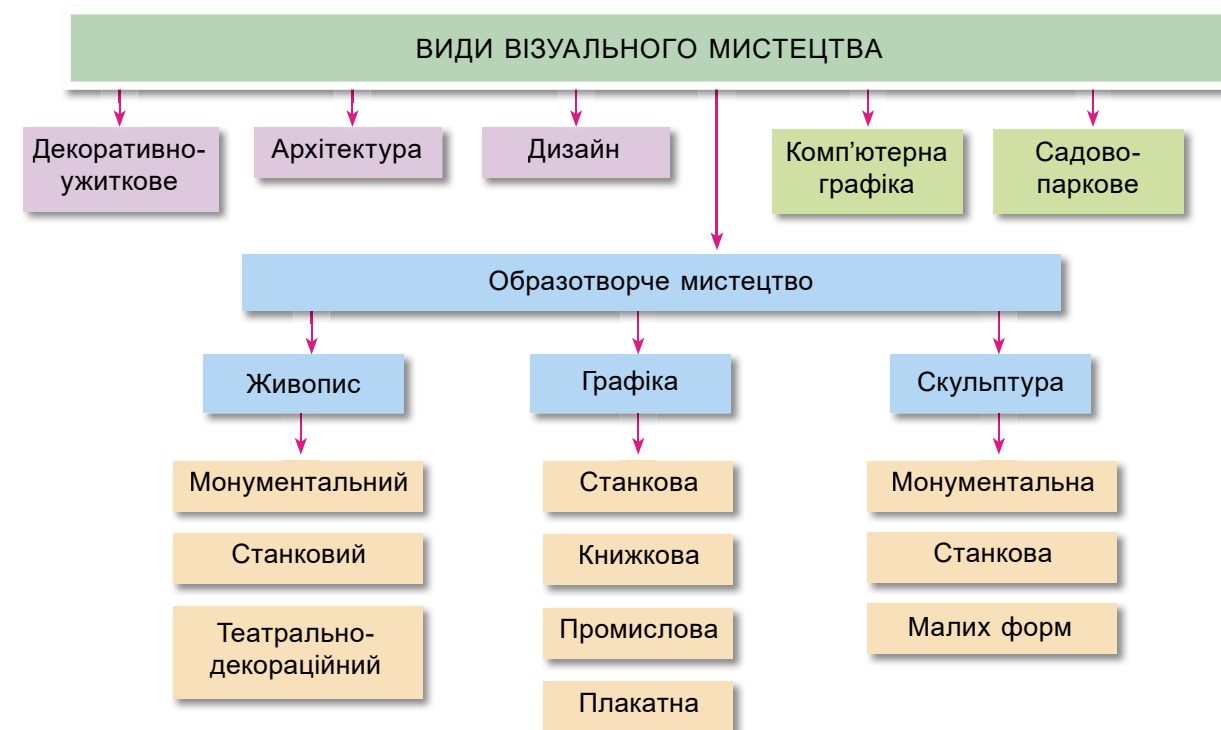 ВИДИ ВІЗУАЛЬНОГО МИСТЕЦТВА
Декоративно-
ужиткове
Архітектура
Дизайн
Комп’ютерна
графіка
Садово-
паркове
Образотворче мистецтво
Живопис
Графіка
Скульптура
Монументальний
Станковий
Театрально-
декораційний
Станкова
Книжкова
Промислова
Плакатна
Монументальна
Станкова
Малих форм